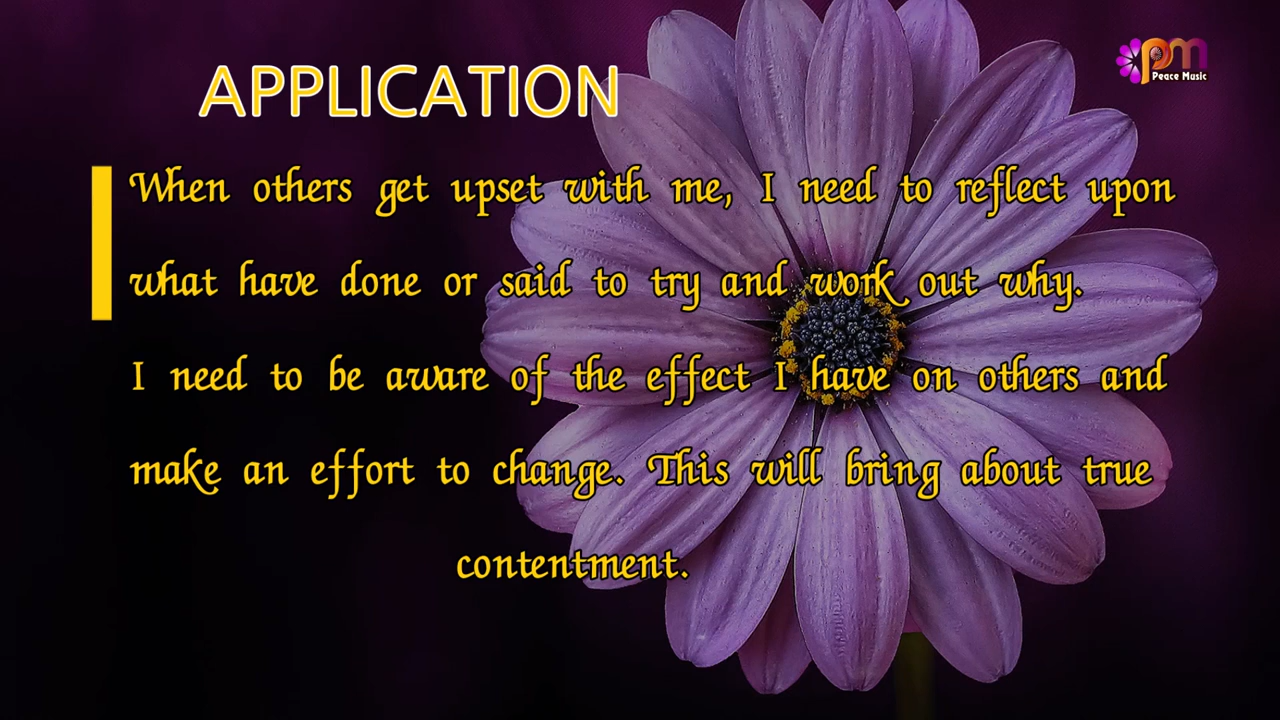 APPLICATION
pm
Peace Music
When others get upset with me, I need to reflect upon
what have done or said to try and work out why.
I need to be aware of the effect I have on others and
make an effort to change. This will bring about true
contentment.